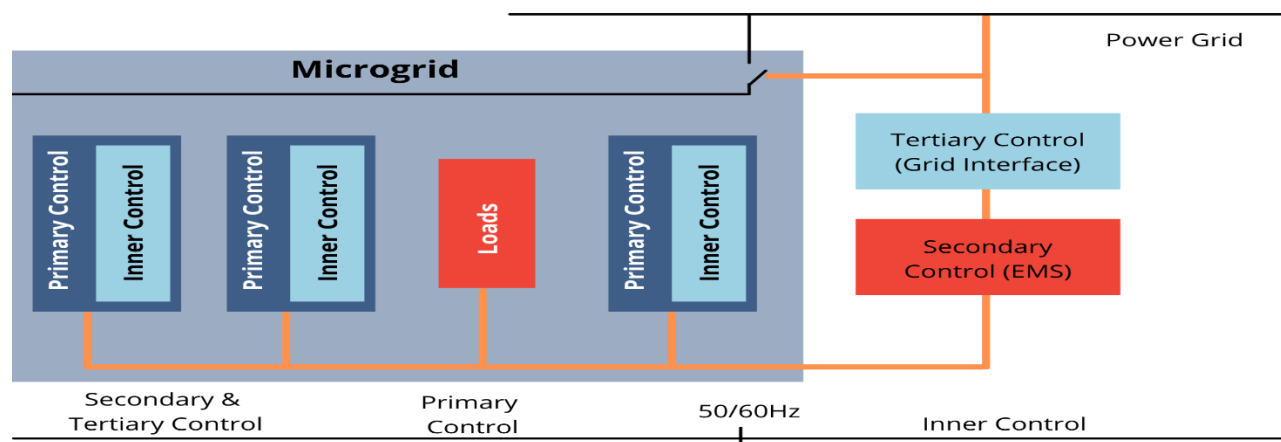 Power Grid
Microgrid
Primary Control
Inner Control
Primary Control
Inner Control
Loads
Primary Control
Inner Control
Tertiary Control
(Grid Interface)
Secondary
Control (EMS)
Secondary &
Tertiary Control
Primary
Control
50/60Hz
Inner Control